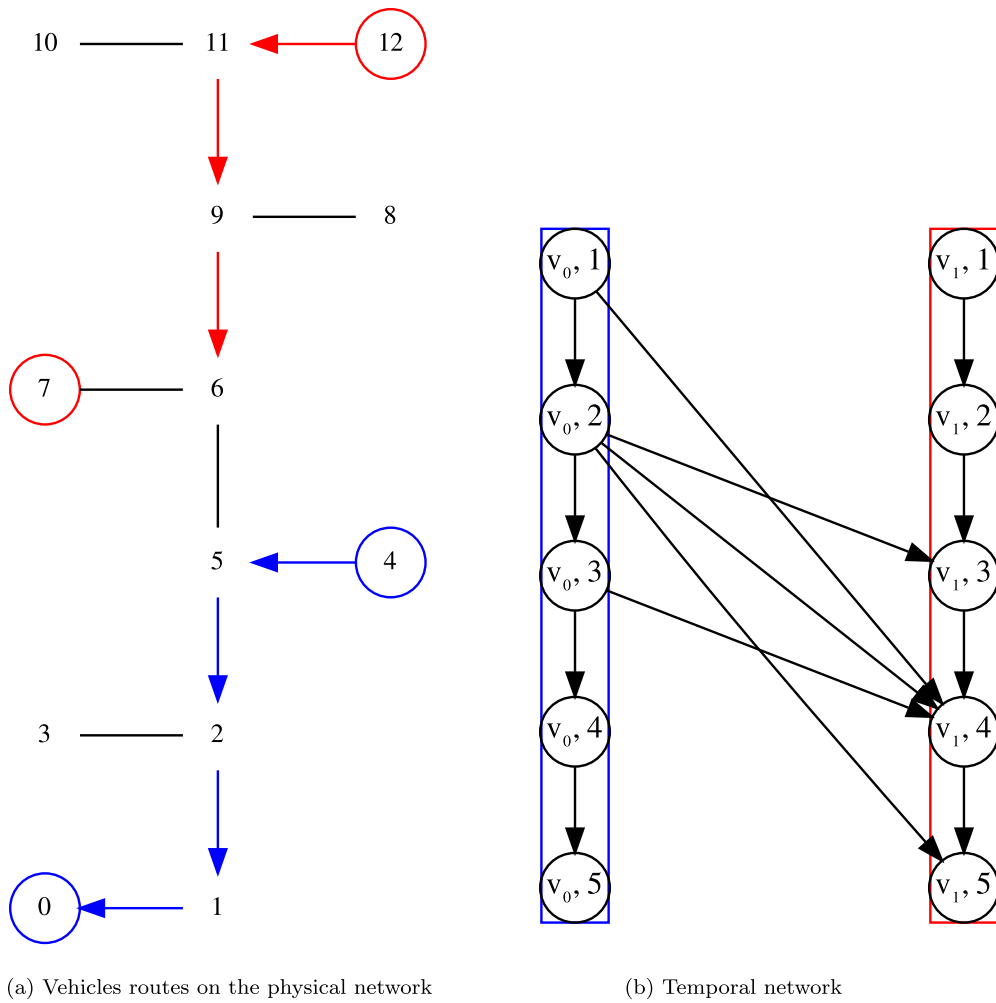 10 11 12
9 8
7 6
5 4
3 2
0 1
v₀, 1 v₁, 1
v₀, 2 v₁, 2
v₀, 3 v₁, 3
v₀, 4 v₁, 4
v₀, 5 v₁, 5
(a) Vehicles routes on the physical network
(b) Temporal network